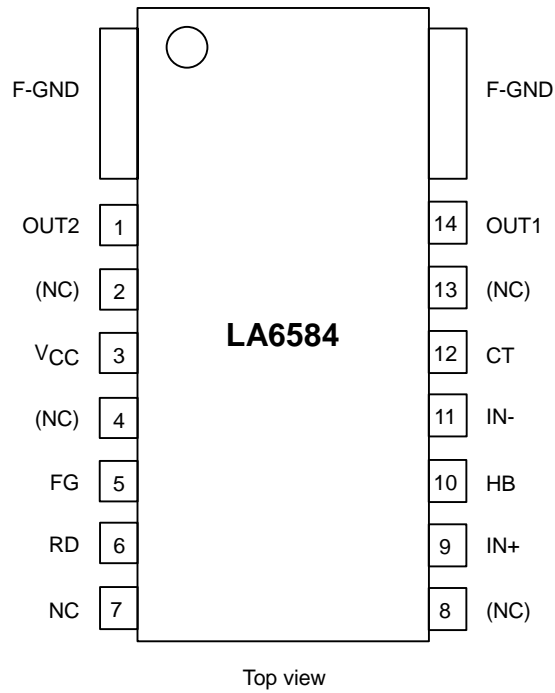 F-GND F-GND
OUT2 1 14 OUT1
(NC) 2 13 (NC)
VCC 3 LA6584 12 CT
(NC) 4 11 IN-
FG 5 10 HB
RD 6 9 IN+
NC 7 8 (NC)
Top view